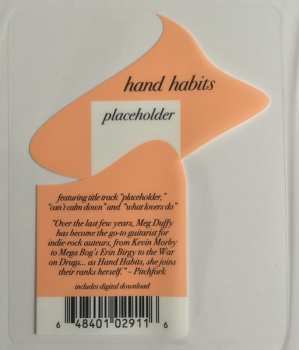 hand habits
placeholder
featuring title track "placeholder,"
"can't calm down" and "what lovers do"
"Over the last few years, Meg Duffy
has become the go-to guitarist for
indie-rock auteurs, from Kevin Morby
to Mega Bog's Erin Birgy to the War
on Drugs... as Hand Habits, she joins
their ranks herself." - Pitchfork
includes digital download
6 48401 02911 6